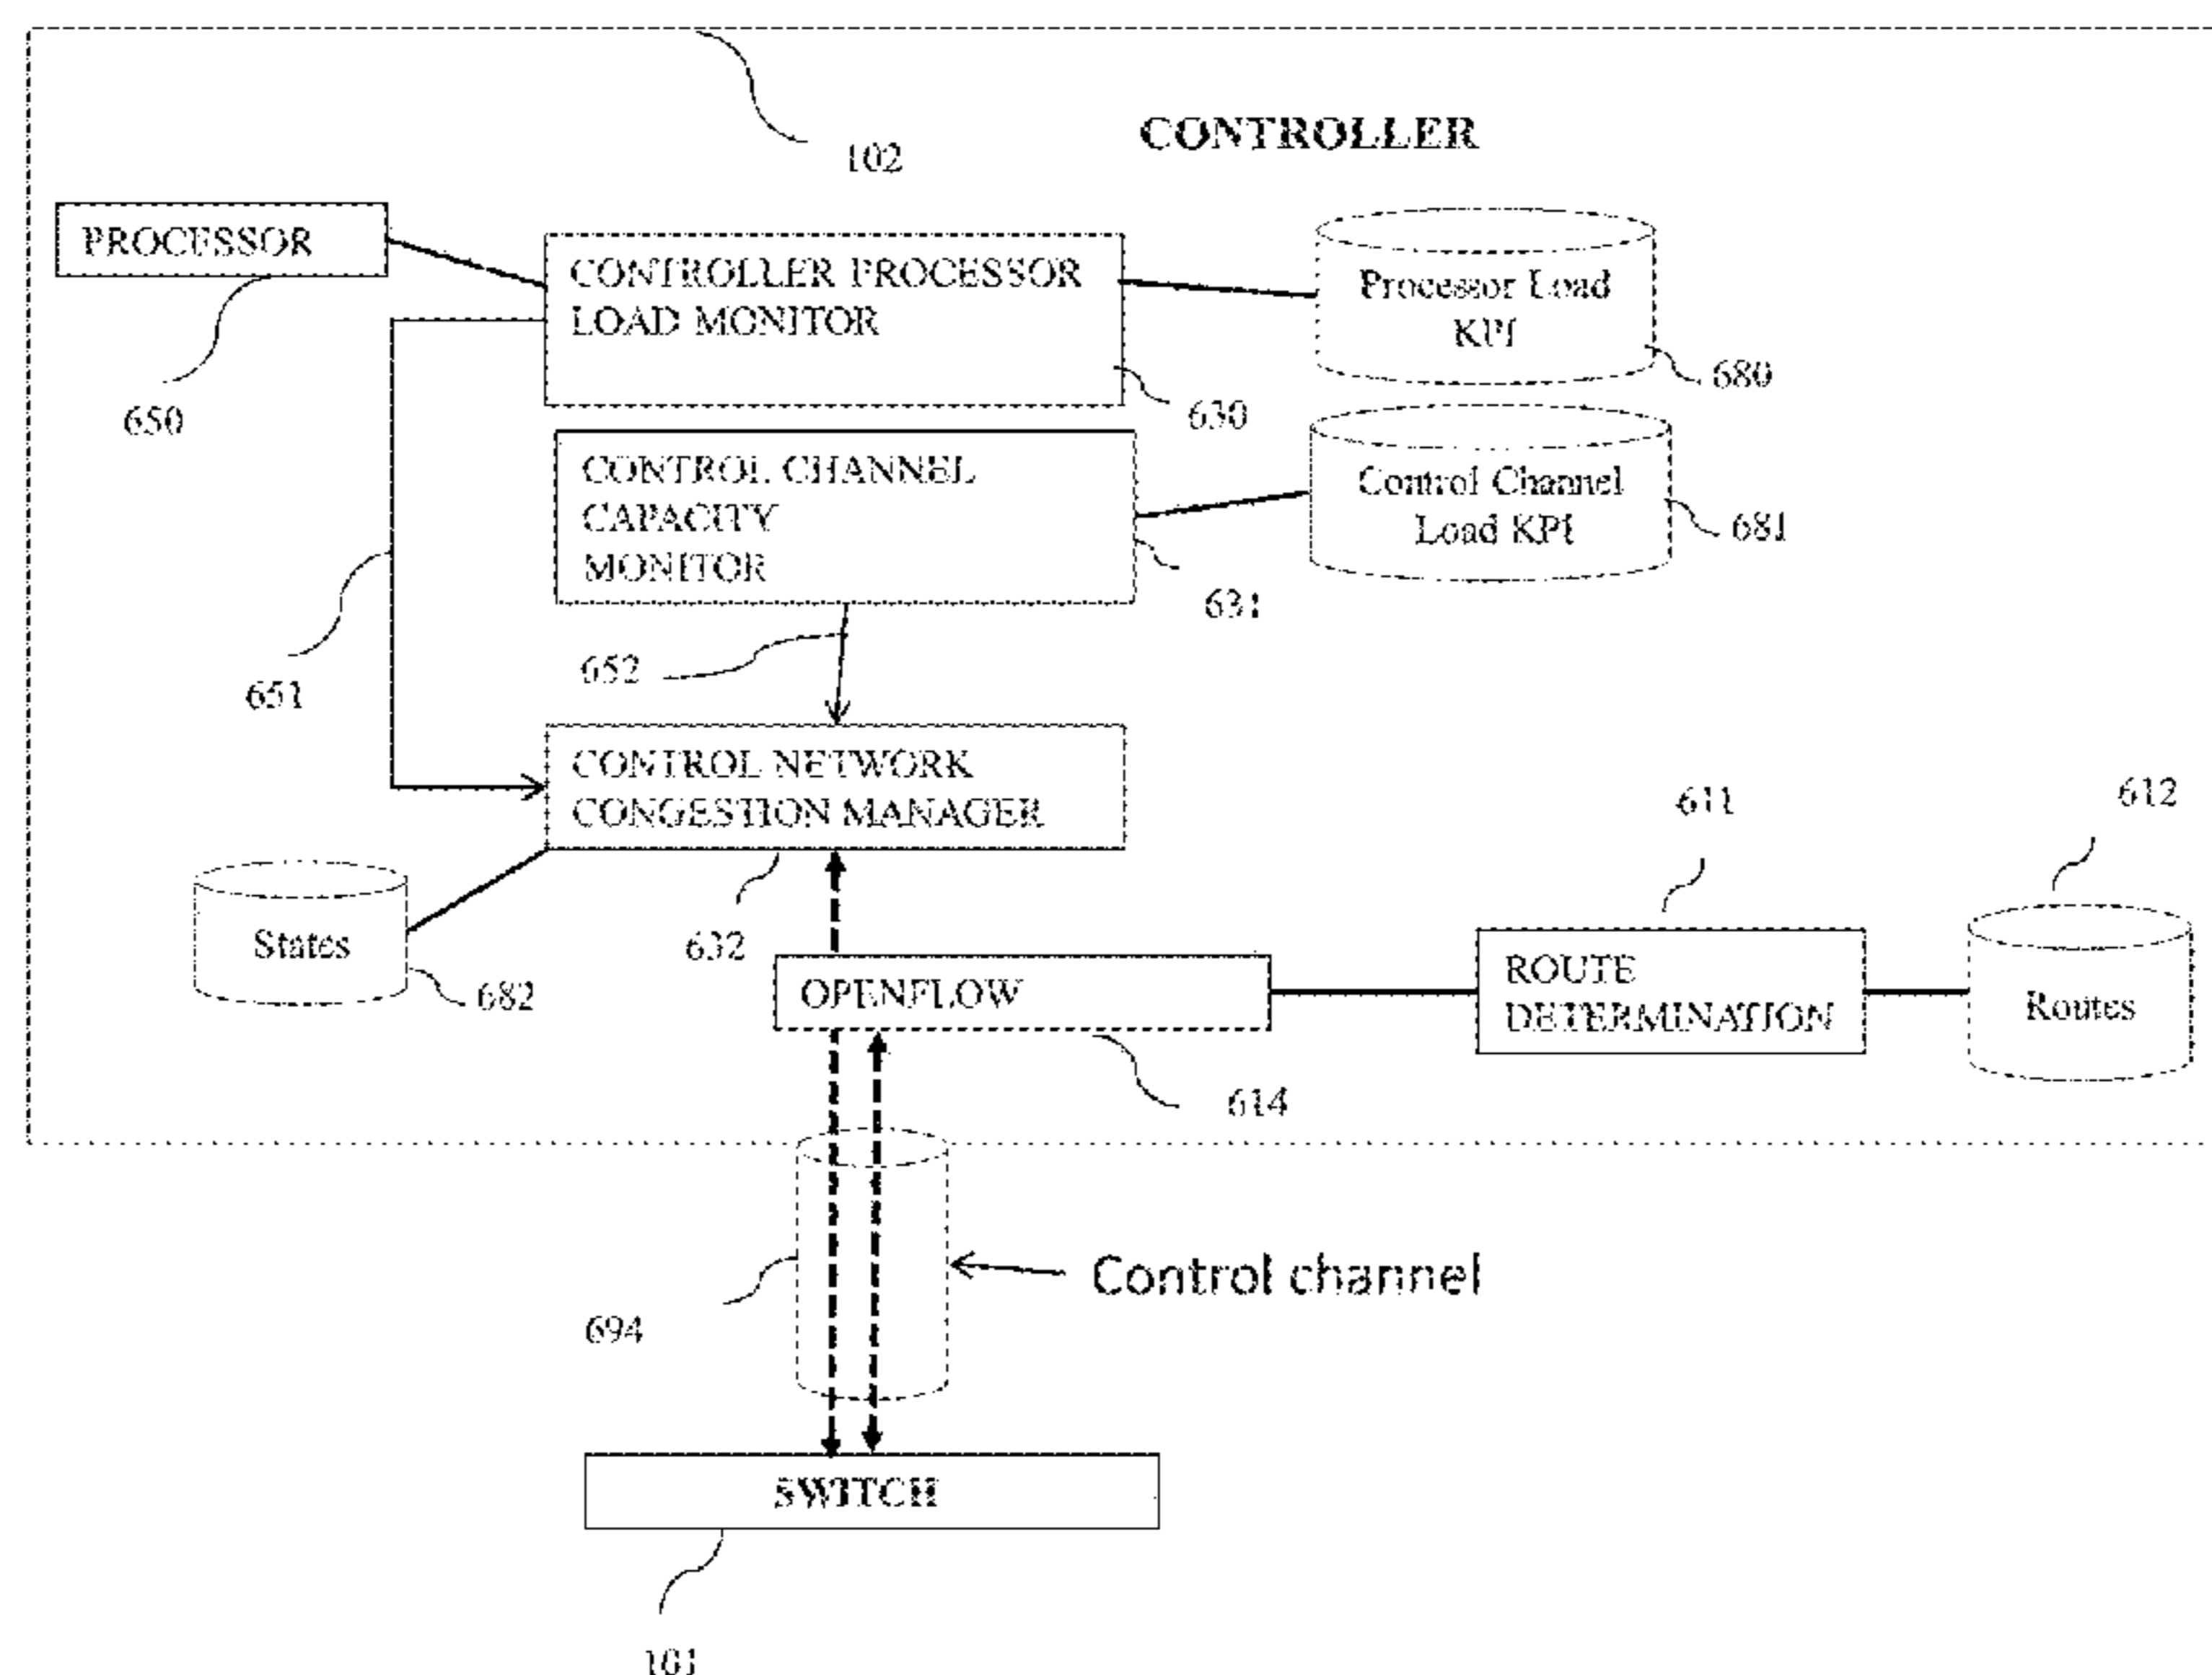 102
CONTROLLER
PROCESSOR
650
CONTROLLER PROCESSOR
LOAD MONITOR
630
Processor Load
KPI
680
CONTROL CHANNEL
CAPACITY
MONITOR
631
Control Channel
Load KPI
681
651
652
CONTROL NETWORK
CONGESTION MANAGER
632
States
682
OPENFLOW
614
611
ROUTE
DETERMINATION
612
Routes
694
Control channel
SWITCH
101